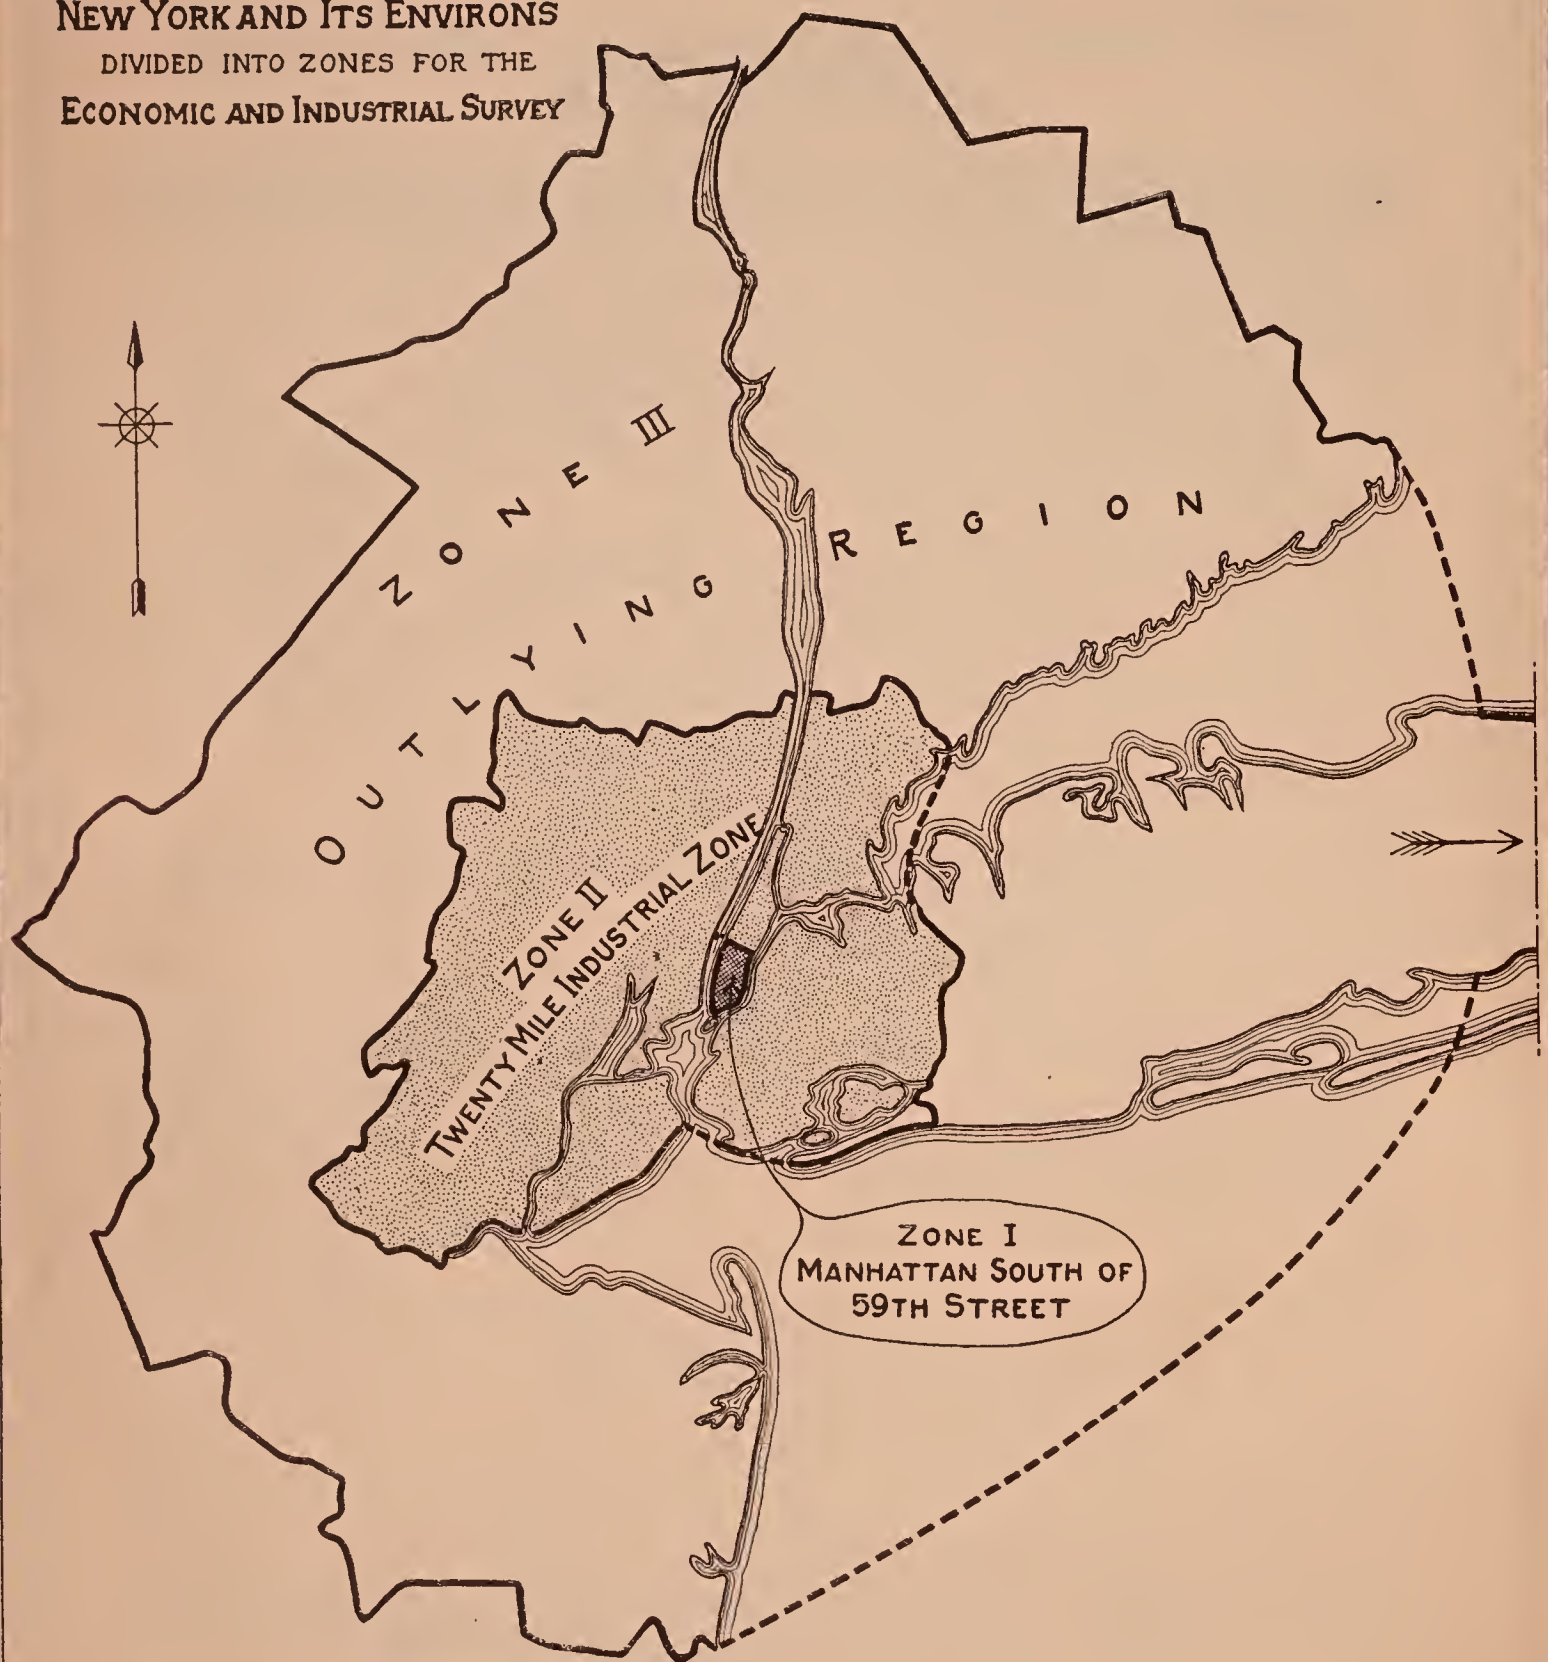 NEW YORK AND ITS ENVIRONS
DIVIDED INTO ZONES FOR THE
ECONOMIC AND INDUSTRIAL SURVEY
ZONE III
OUTLYING REGION
ZONE II
TWENTY MILE INDUSTRIAL ZONE
ZONE I
MANHATTAN SOUTH OF
59TH STREET